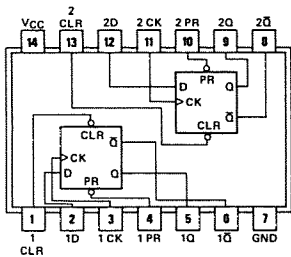 2
VCC CLR 2D 2 CK 2 PR 2Q 2Q̅
14 13 12 11 10 9 8
PR
D Q
CK
CLR Q̅
CLR
Q̅
CK
D Q
PR
1 2 3 4 5 6 7
1 1D 1 CK 1 PR 1Q 1Q̅ GND
CLR